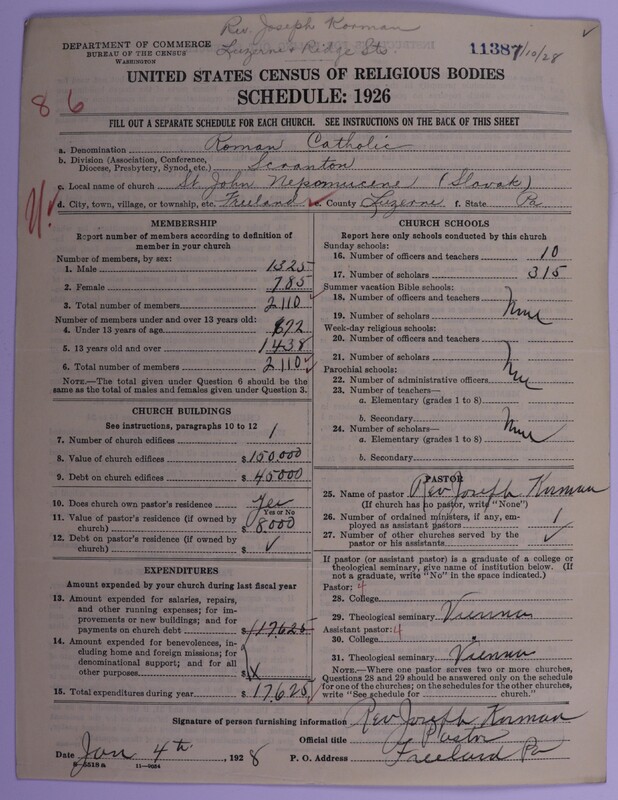 Rev. Joseph Korman
Luzerne & Ridge Sts.
DEPARTMENT OF COMMERCE
BUREAU OF THE CENSUS
WASHINGTON
11387 1/10/28
UNITED STATES CENSUS OF RELIGIOUS BODIES
SCHEDULE: 1926
86
FILL OUT A SEPARATE SCHEDULE FOR EACH CHURCH. SEE INSTRUCTIONS ON THE BACK OF THIS SHEET
a. Denomination Roman Catholic
b. Division (Association, Conference, Diocese, Presbytery, Synod, etc.) Scranton
c. Local name of church St. John Nepomucene (Slovak)
d. City, town, village, or township, etc. Freeland e. County Luzerne f. State Pa
MEMBERSHIP
Report number of members according to definition of
member in your church
Number of members, by sex:
1. Male 1325
2. Female 785
3. Total number of members 2110
Number of members under and over 13 years old:
4. Under 13 years of age 672
5. 13 years old and over 1438
6. Total number of members 2110
NOTE.—The total given under Question 6 should be the
same as the total of males and females given under Question 3.
CHURCH BUILDINGS
See instructions, paragraphs 10 to 12
7. Number of church edifices 1
8. Value of church edifices $150,000
9. Debt on church edifices $45000
10. Does church own pastor's residence Yes
Yes or No
11. Value of pastor's residence (if owned by
church) $8.000
12. Debt on pastor's residence (if owned by
church) $ ✓
EXPENDITURES
Amount expended by your church during last fiscal year
13. Amount expended for salaries, repairs,
and other running expenses; for im-
provements or new building; and for
payments on church debt $17625
14. Amount expended for benevolences, in-
cluding home and foreign missions; for
denominational support; and for all
other purposes $ X
15. Total expenditures during year $17,625
CHURCH SCHOOLS
Report here only schools conducted by this church
Sunday schools:
16. Number of officers and teachers 10
17. Number of scholars 315
Summer vacation Bible schools:
18. Number of officers and teachers
19. Number of scholars None
Week-day religious schools:
20. Number of officers and teachers
21. Number of scholars None
Parochial schools:
22. Number of administrative officers
23. Number of teachers—
a. Elementary (grades 1 to 8)
b. Secondary
24. Number of scholars— None
a. Elementary (grades 1 to 8)
b. Secondary
PASTOR
25. Name of pastor Rev. Joseph Korman
(If church has no pastor, write "None")
26. Number of ordained ministers, if any, em-
ployed as assistant pastors 1
27. Number of other churches served by the
pastor or his assistants ✓
If pastor (or assistant pastor) is a graduate of a college or
theological seminary, give name of institution below. (If
not a graduate, write "No" in the space indicated.)
Pastor: 4
28. College
29. Theological seminary Vienna
Assistant pastor: 4
30. College
31. Theological seminary Vienna
NOTE.—Where one pastor serves two or more churches,
Questions 28 and 29 should be answered only on the schedule
for one of the churches; on the schedules for the other churches,
write "See schedule for church."
Signature of person furnishing information Rev. Joseph Korman
Official title Pastor
Date Jan 4th, 1928 P. O. Address Freeland Pa
8-5518a 11-9024